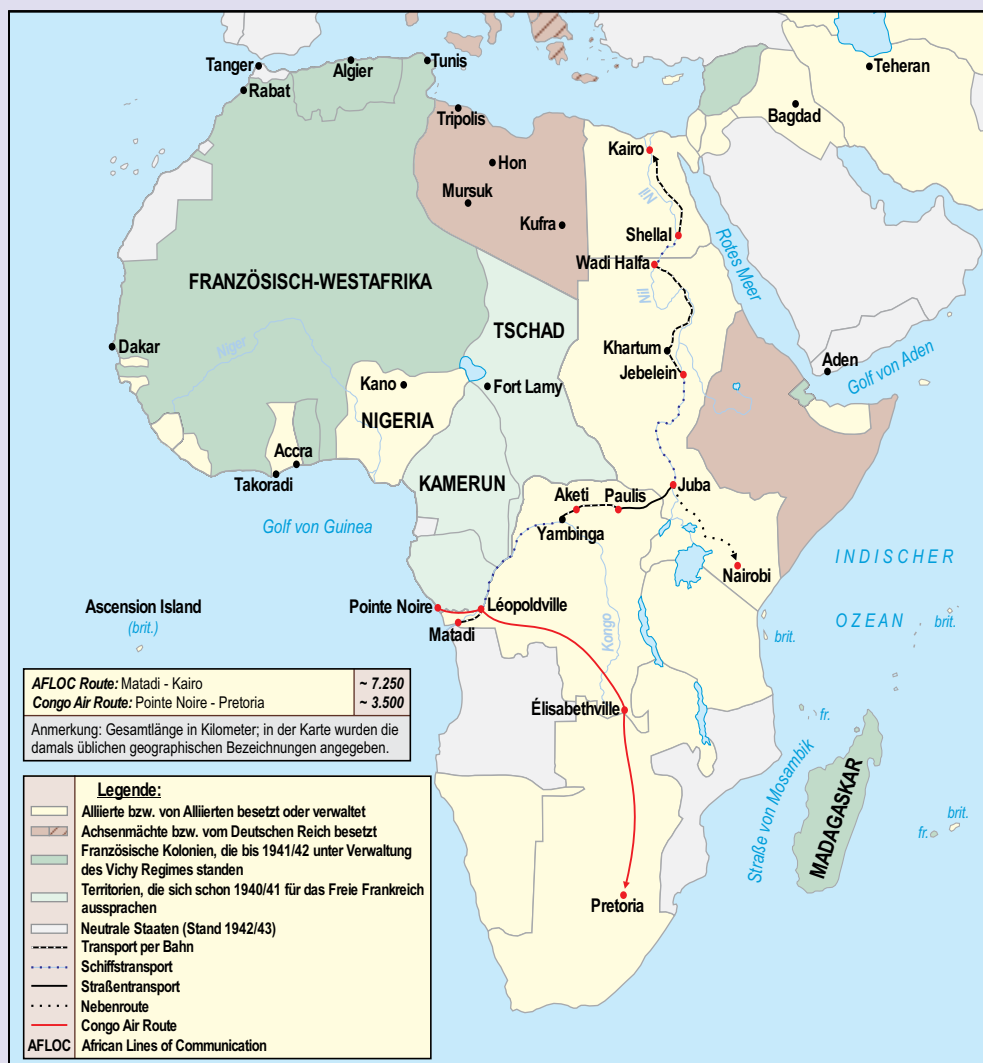 Tanger
Algier
Tunis
Rabat
Teheran
Bagdad
Tripolis
Kairo
Hon
Mursuk
Nil
Kufra
Shellal
Rotes Meer
Wadi Halfa
FRANZÖSISCH-WESTAFRIKA
Nil
TSCHAD
Niger
Dakar
Khartum
Aden
Golf von Aden
Jebelein
Kano
Fort Lamy
NIGERIA
Accra
Takoradi
KAMERUN
Juba
Aketi
Paulis
Golf von Guinea
Yambinga
INDISCHER
Nairobi
Ascension Island
(brit.)
Pointe Noire
Léopoldville
OZEAN
brit.
brit.
Matadi
Kongo
AFLOC Route: Matadi - Kairo ~ 7.250
Congo Air Route: Pointe Noire - Pretoria ~ 3.500
Anmerkung: Gesamtlänge in Kilometer; in der Karte wurden die
damals üblichen geographischen Bezeichnungen angegeben.
Élisabethville
fr.
Straße von Mosambik
MADAGASKAR
brit.
fr.
Pretoria
Legende:
Alliierte bzw. von Alliierten besetzt oder verwaltet
Achsenmächte bzw. vom Deutschen Reich besetzt
Französische Kolonien, die bis 1941/42 unter Verwaltung
des Vichy Regimes standen
Territorien, die sich schon 1940/41 für das Freie Frankreich
aussprachen
Neutrale Staaten (Stand 1942/43)
Transport per Bahn
Schiffstransport
Straßentransport
Nebenroute
Congo Air Route
AFLOC African Lines of Communication